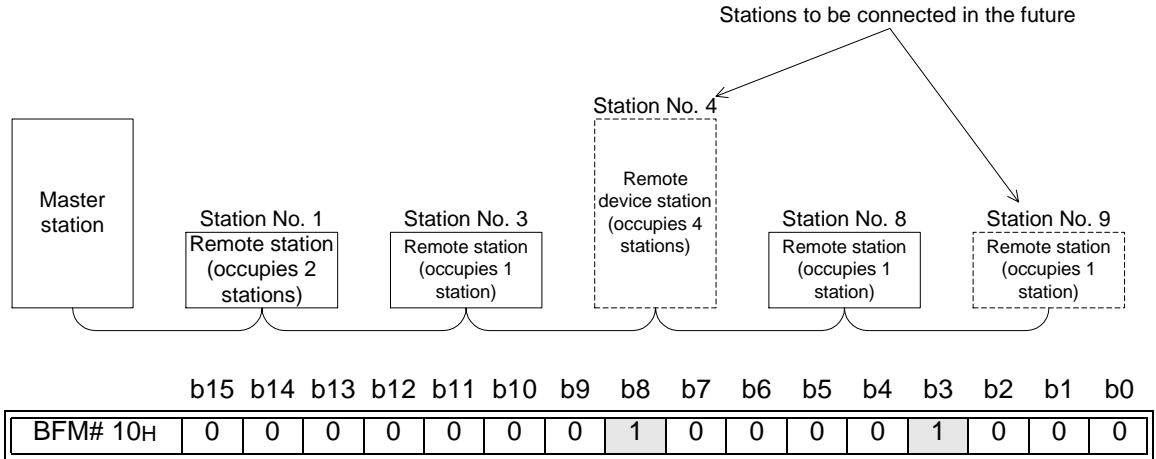 Stations to be connected in the future
Station No. 4
Master
station
Station No. 1
Remote station
(occupies 2
stations)
Station No. 3
Remote station
(occupies 1
station)
Remote
device station
(occupies 4
stations)
Station No. 8
Remote station
(occupies 1
station)
Station No. 9
Remote station
(occupies 1
station)
b15 b14 b13 b12 b11 b10 b9 b8 b7 b6 b5 b4 b3 b2 b1 b0
BFM# 10H 0 0 0 0 0 0 0 1 0 0 0 0 1 0 0 0